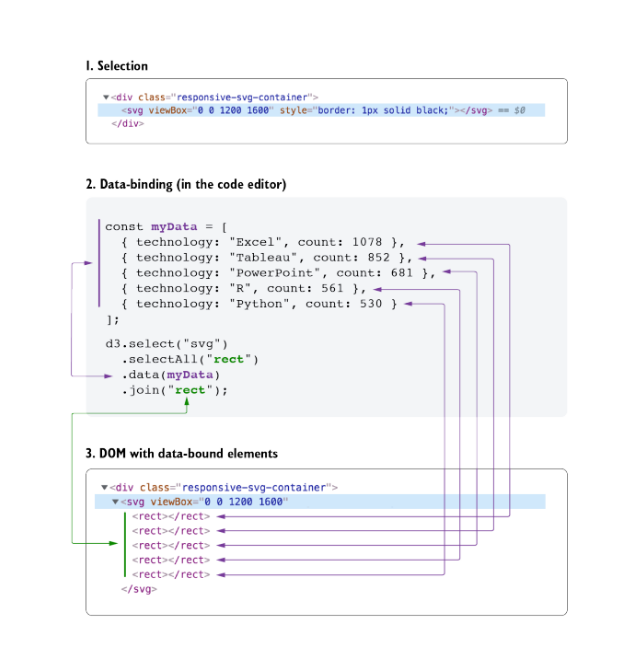 1. Selection
▼<div class="responsive-svg-container">
<svg viewBox="0 0 1200 1600" style="border: 1px solid black;"></svg> == $0
</div>
2. Data-binding (in the code editor)
const myData = [
{ technology: "Excel", count: 1078 },
{ technology: "Tableau", count: 852 },
{ technology: "PowerPoint", count: 681 },
{ technology: "R", count: 561 },
{ technology: "Python", count: 530 }
];
d3.select("svg")
.selectAll("rect")
.data(myData)
.join("rect");
3. DOM with data-bound elements
▼<div class="responsive-svg-container">
▼<svg viewBox="0 0 1200 1600"
<rect></rect>
<rect></rect>
<rect></rect>
<rect></rect>
<rect></rect>
</svg>